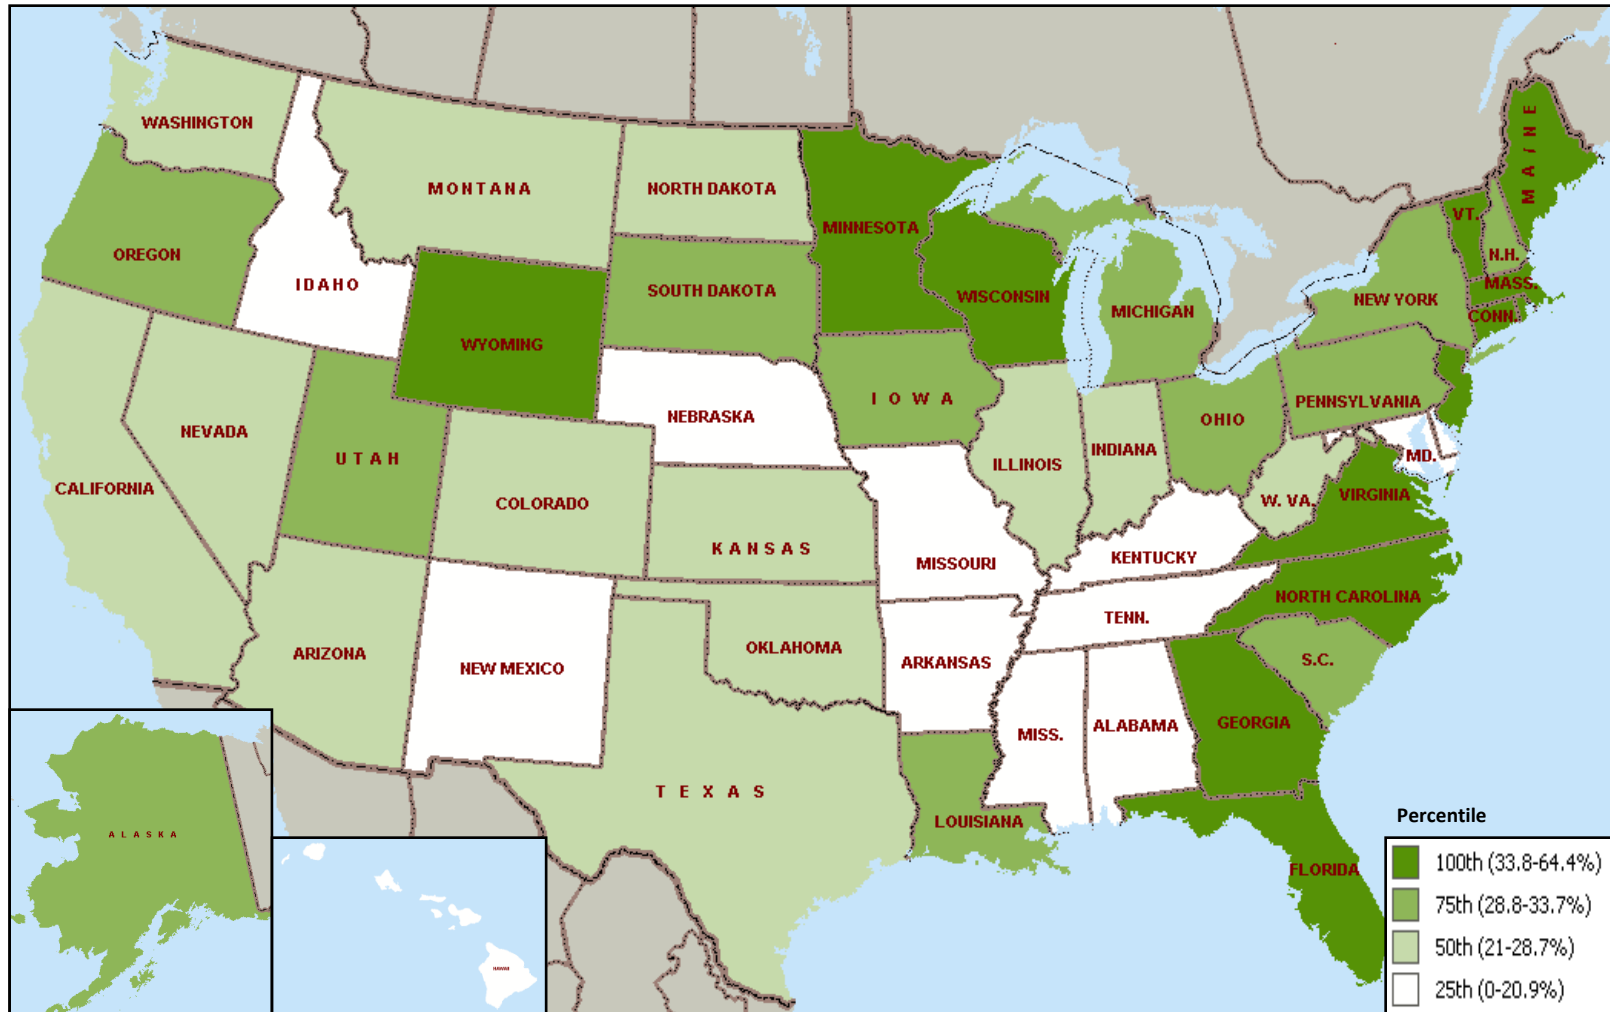 WASHINGTON
MONTANA
NORTH DAKOTA
MINNESOTA
MAINE
VT.
N.H.
OREGON
IDAHO
SOUTH DAKOTA
WISCONSIN
MICHIGAN
NEW YORK
MASS.
CONN.
WYOMING
NEBRASKA
IOWA
PENNSYLVANIA
OHIO
NEVADA
UTAH
INDIANA
ILLINOIS
MD.
CALIFORNIA
COLORADO
W. VA.
VIRGINIA
KANSAS
MISSOURI
KENTUCKY
NORTH CAROLINA
TENN.
ARIZONA
NEW MEXICO
OKLAHOMA
ARKANSAS
S.C.
MISS.
ALABAMA
GEORGIA
TEXAS
LOUISIANA
FLORIDA
ALASKA
HAWAII
Percentile
100th (33.8-64.4%)
75th (28.8-33.7%)
50th (21-28.7%)
25th (0-20.9%)